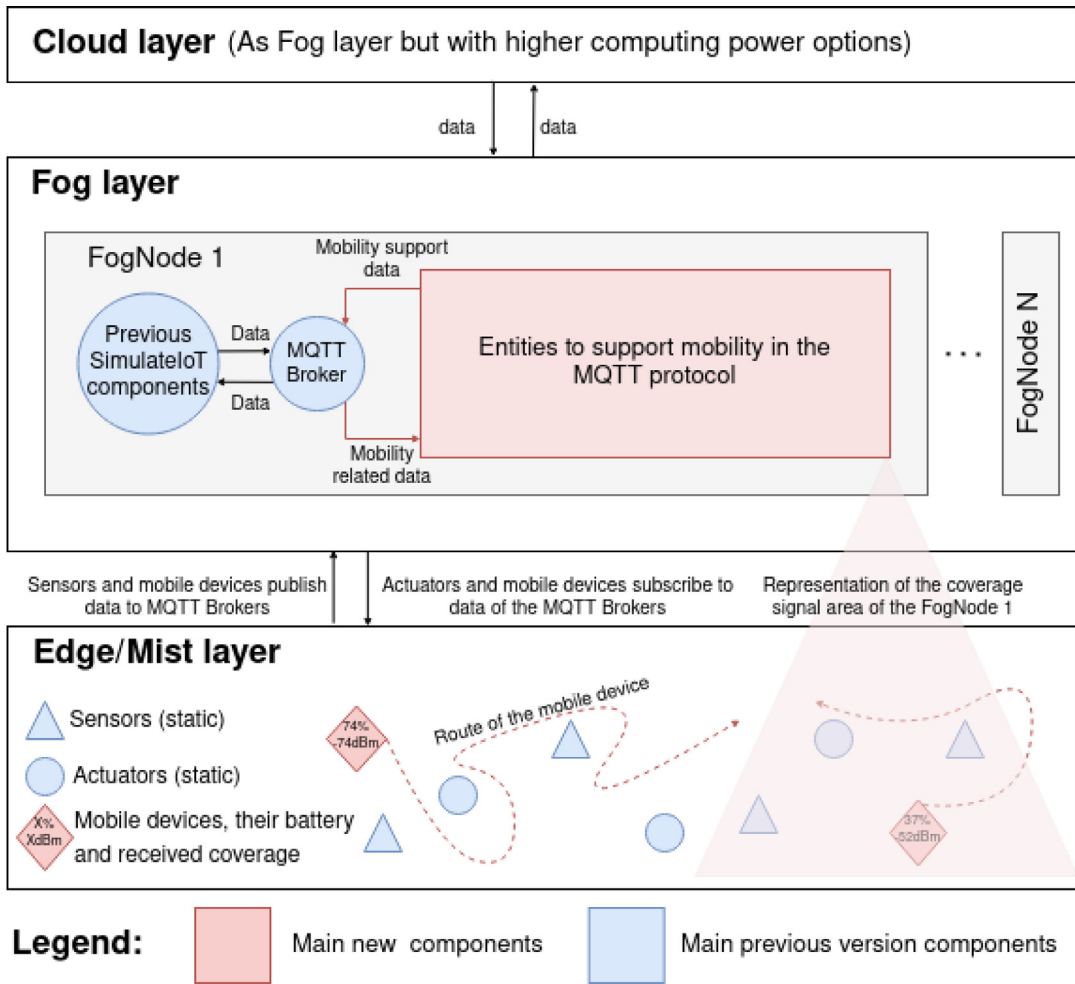 Cloud layer (As Fog layer but with higher computing power options)
data
data
Fog layer
FogNode 1
Mobility support
data
Previous
SimulateIoT
components
Data
Data
MQTT
Broker
Entities to support mobility in the
MQTT protocol
Mobility
related data
...
FogNode N
Sensors and mobile devices publish
data to MQTT Brokers
Actuators and mobile devices subscribe to
data of the MQTT Brokers
Representation of the coverage
signal area of the FogNode 1
Edge/Mist layer
Sensors (static)
Actuators (static)
X%
XdBm
Mobile devices, their battery
and received coverage
74%
-74dBm
Route of the mobile device
37%
-52dBm
Legend:
Main new components
Main previous version components